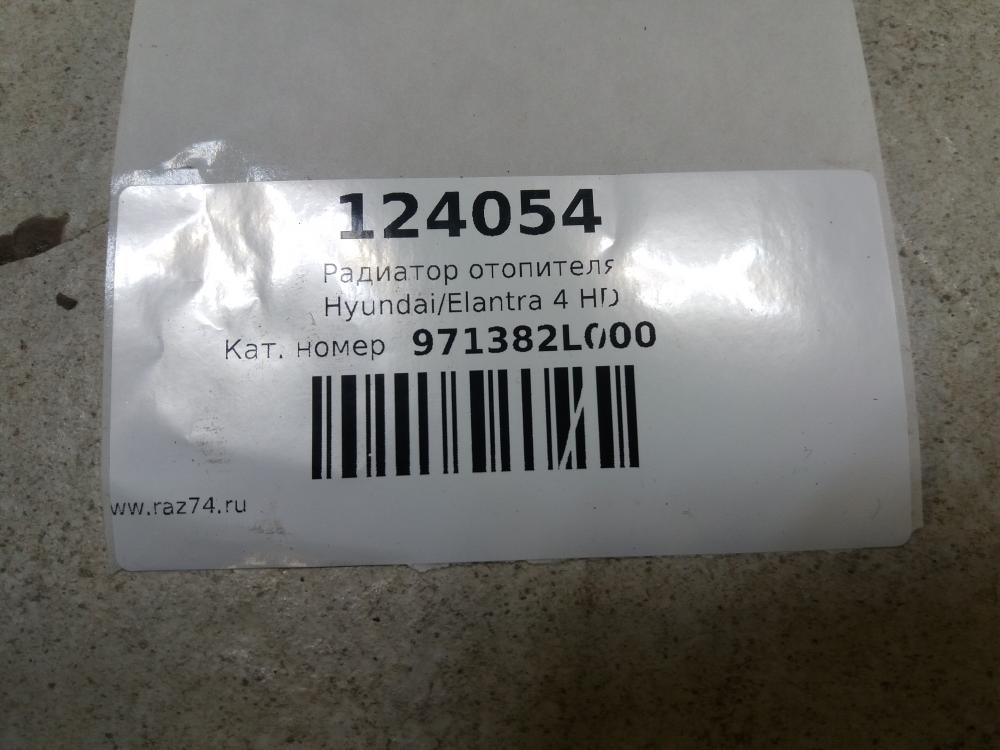 124054
Радиатор отопителя
Hyundai/Elantra 4 HD
Кат. номер 971382L000
ww.raz74.ru